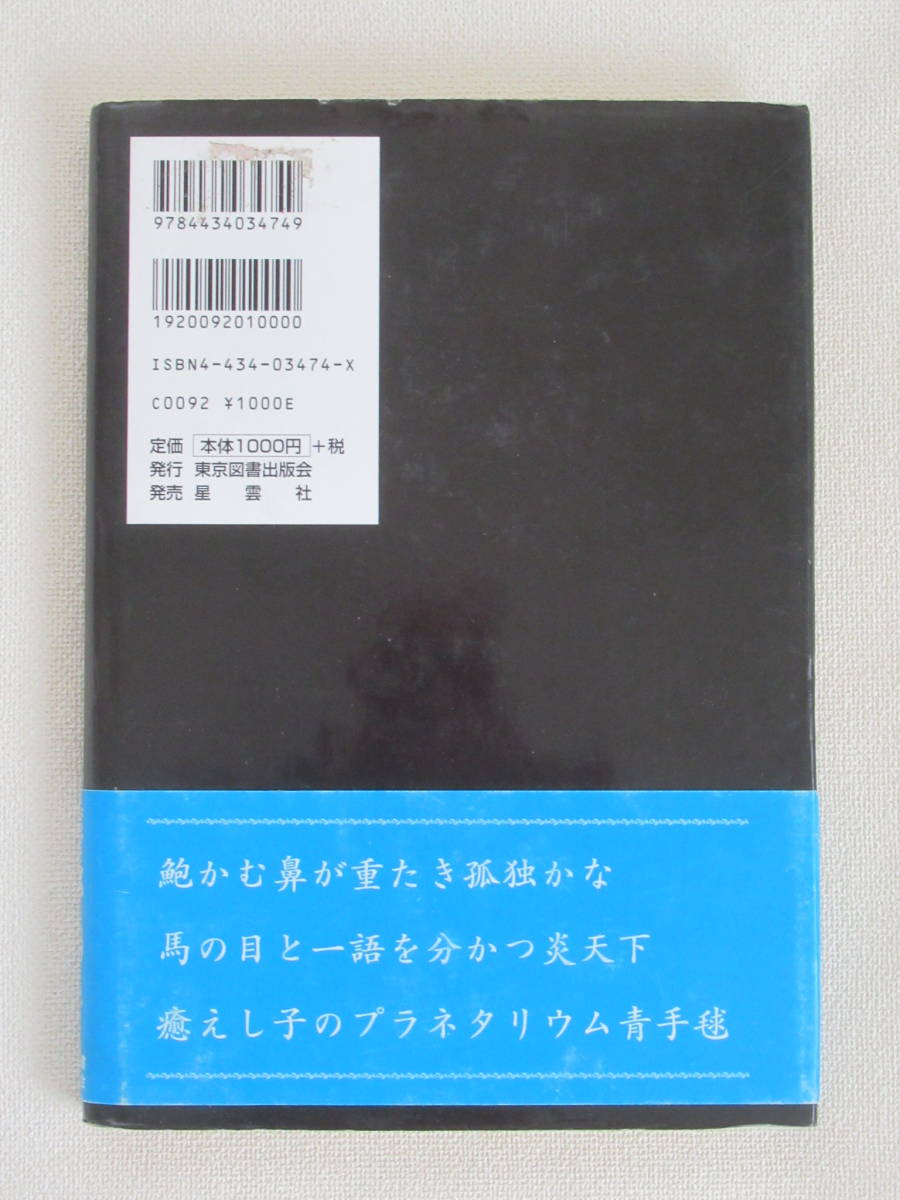 9784434034749
1920092010000
ISBN4-434-03474-X
C0092 ¥1000E
定価 本体1000円+税
発行 東京図書出版会
発売 星雲社
鮑かむ鼻が重たき孤独かな
馬の目と一語を分かつ炎天下
癒えし子のプラネタリウム青手毬